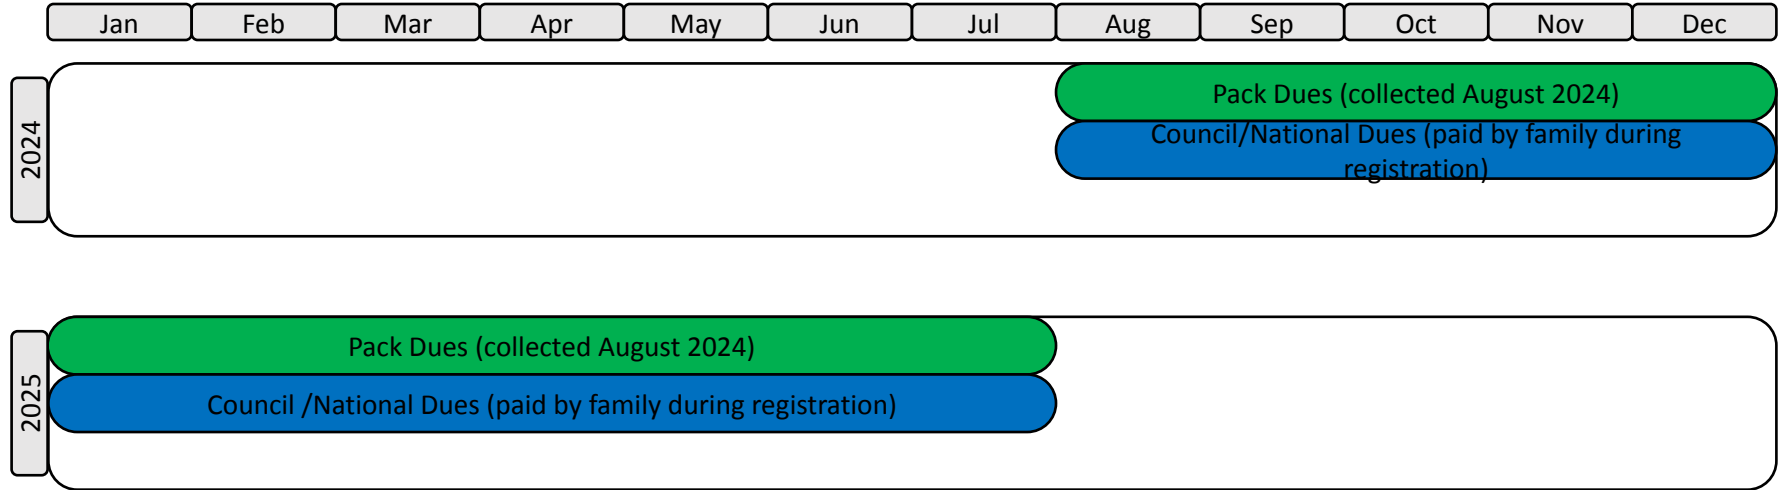 Jan Feb Mar Apr May Jun Jul Aug Sep Oct Nov Dec
2024
Pack Dues (collected August 2024)
Council/National Dues (paid by family during
registration)
2025
Pack Dues (collected August 2024)
Council /National Dues (paid by family during registration)